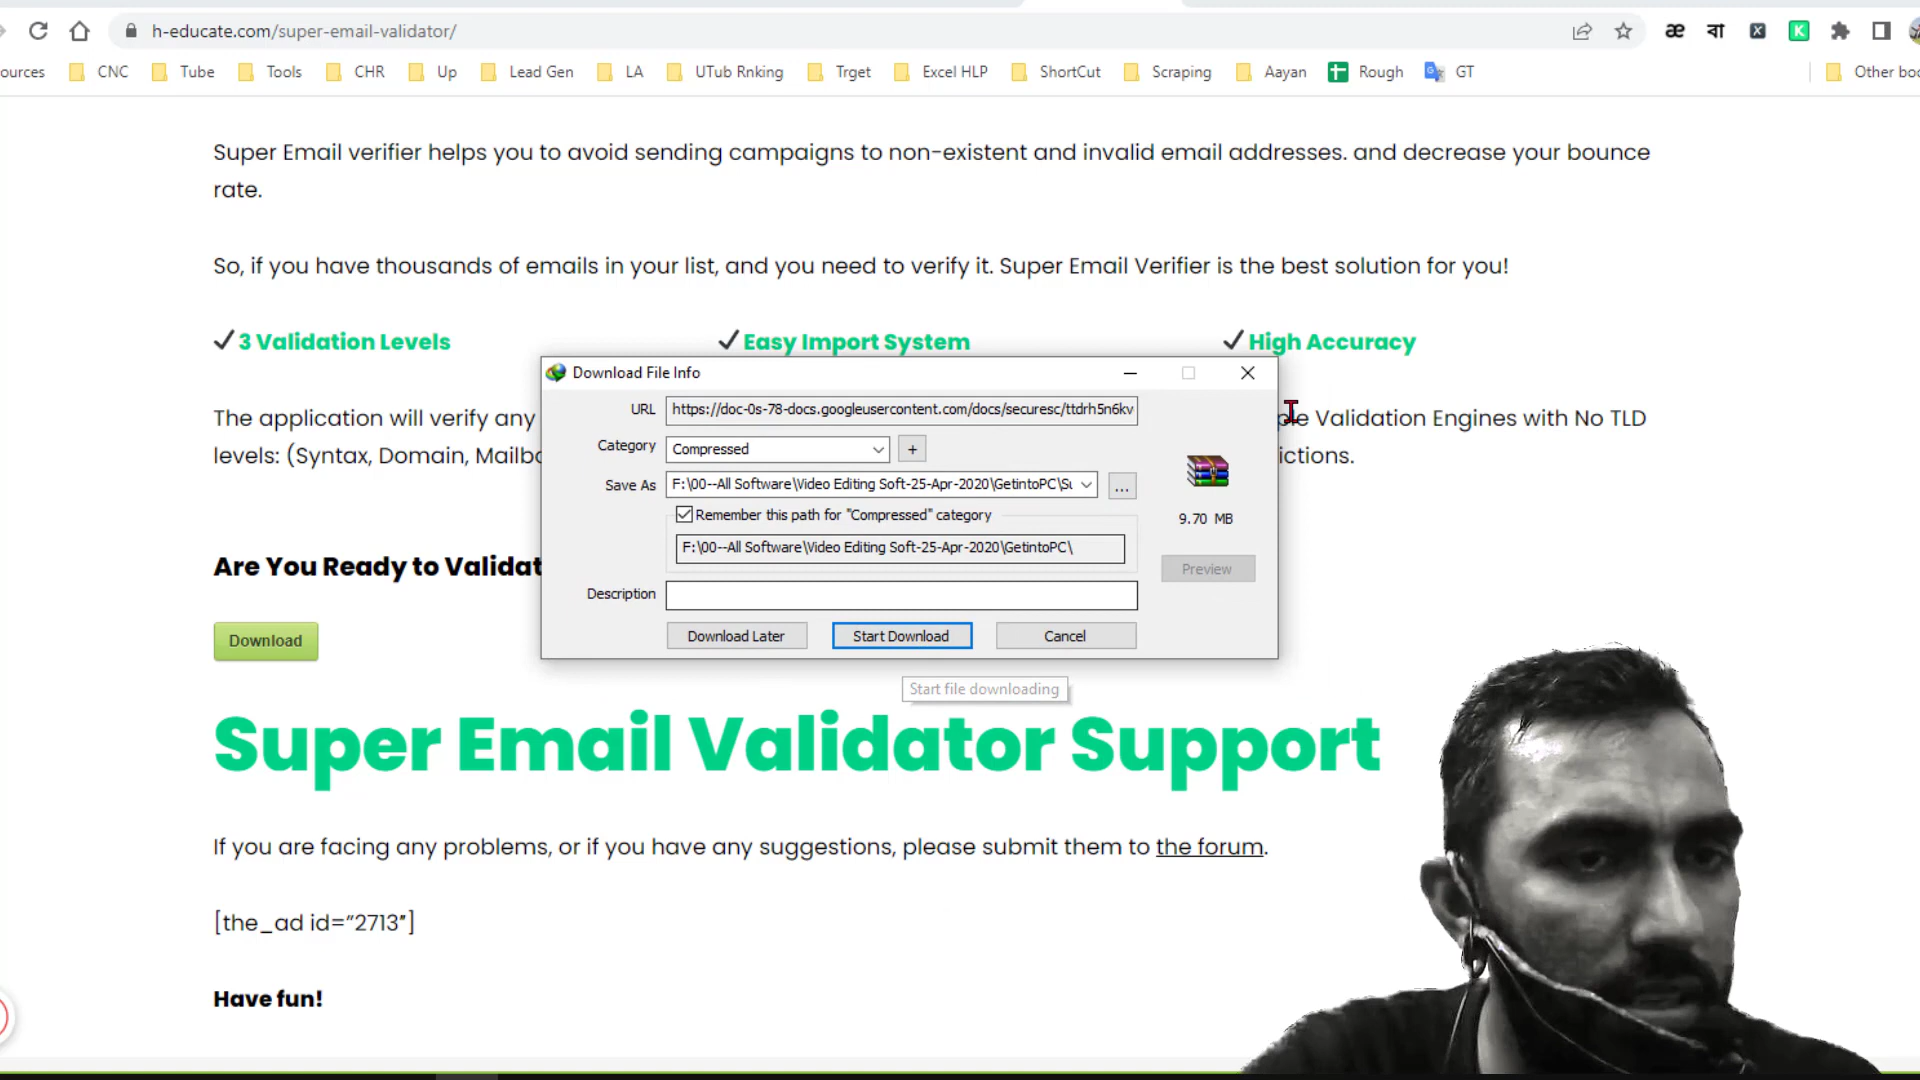 h-educate.com/super-email-validator/
ources CNC Tube Tools CHR Up Lead Gen LA UTub Rnking Trget Excel HLP ShortCut Scraping Aayan Rough GT Other boo
Super Email verifier helps you to avoid sending campaigns to non-existent and invalid email addresses. and decrease your bounce
rate.
So, if you have thousands of emails in your list, and you need to verify it. Super Email Verifier is the best solution for you!
3 Validation Levels Easy Import System High Accuracy
The application will verify any
ple Validation Engines with No TLD
levels: (Syntax, Domain, Mailbo
ictions.
Download File Info
URL https://doc-0s-78-docs.googleusercontent.com/docs/securesc/ttdrh5n6kv
Category Compressed +
Save As F:\00--All Software\Video Editing Soft-25-Apr-2020\GetintoPC\Su ...
Remember this path for "Compressed" category
F:\00--All Software\Video Editing Soft-25-Apr-2020\GetintoPC\
9.70 MB
Preview
Description
Download Later Start Download Cancel
Start file downloading
Are You Ready to Validat
Download
Super Email Validator Support
If you are facing any problems, or if you have any suggestions, please submit them to the forum.
[the_ad id=”2713″]
Have fun!